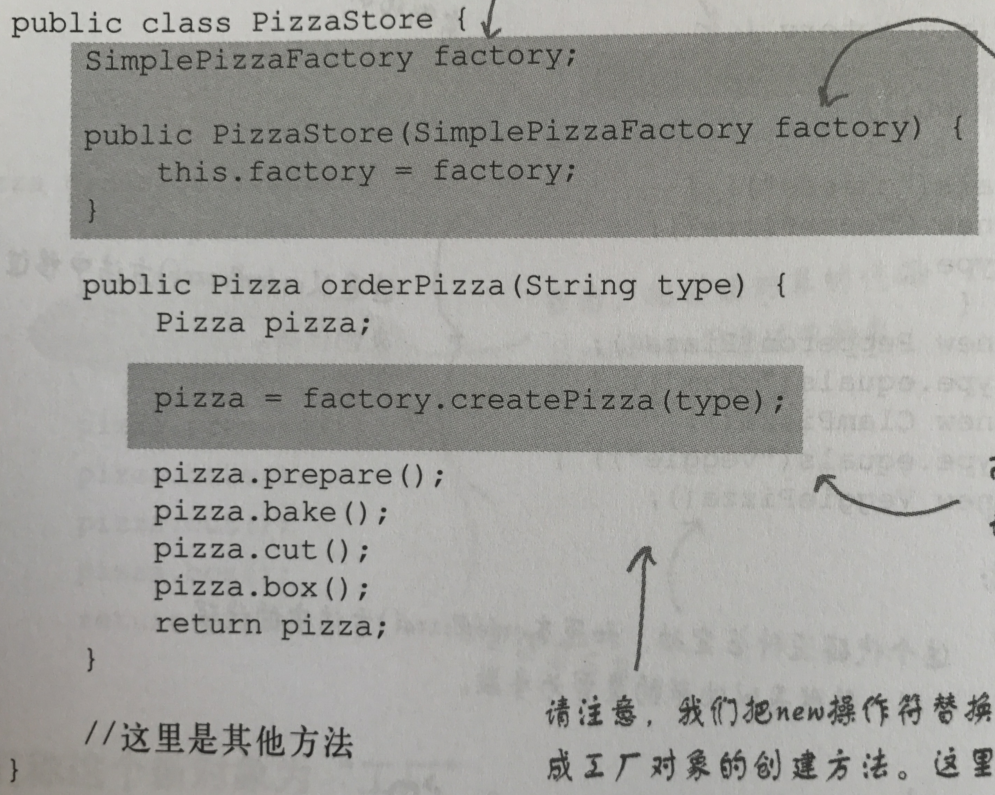 public class PizzaStore {
SimplePizzaFactory factory;
public PizzaStore(SimplePizzaFactory factory) {
this.factory = factory;
}
public Pizza orderPizza(String type) {
Pizza pizza;
pizza = factory.createPizza(type);
pizza.prepare();
pizza.bake();
pizza.cut();
pizza.box();
return pizza;
}
//这里是其他方法
}
请注意，我们把new操作符替换
成工厂对象的创建方法。这里